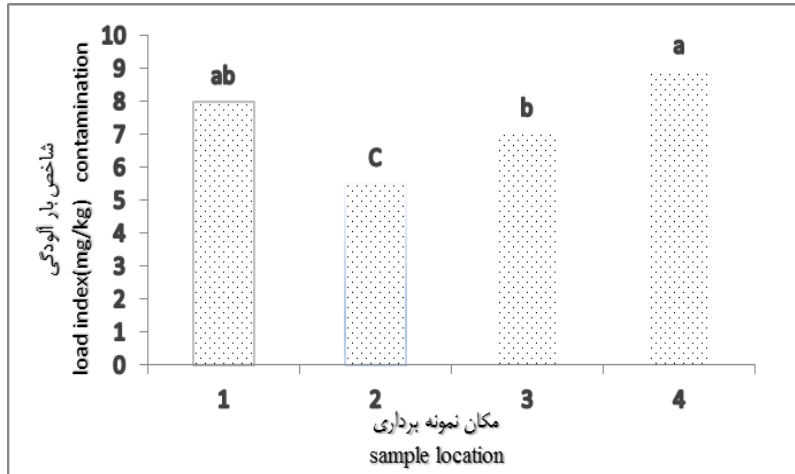 شاخص بار آلودگی
load index(mg/kg) contamination
10
9
8
7
6
5
4
3
2
1
0
ab
C
b
a
1 2 3 4
مکان نمونه برداری
sample location